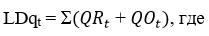 LDqₜ = Σ(QRₜ + QOₜ), где